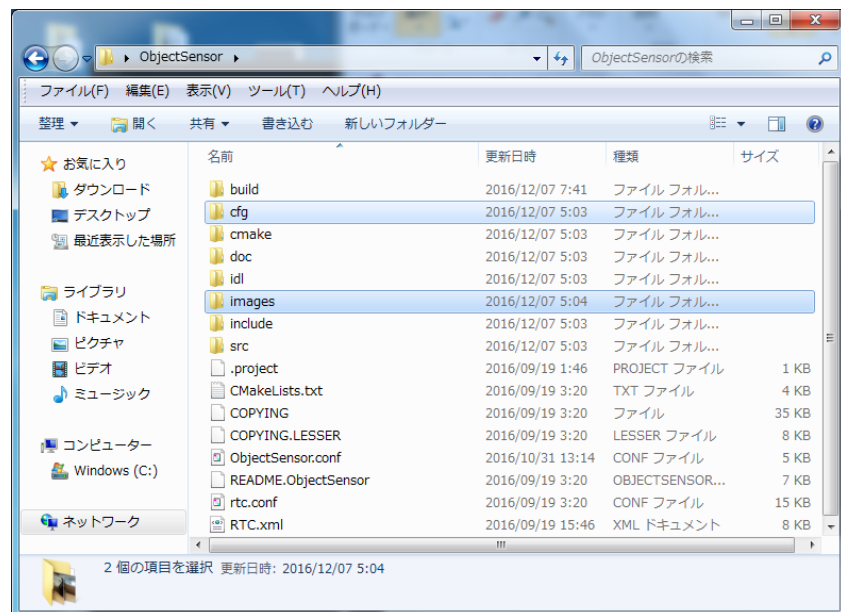 ObjectSensor
ObjectSensorの検索
ファイル(F) 編集(E) 表示(V) ツール(T) ヘルプ(H)
整理 開く 共有 書き込む 新しいフォルダー
お気に入り
ダウンロード
デスクトップ
最近表示した場所
ライブラリ
ドキュメント
ピクチャ
ビデオ
ミュージック
コンピューター
Windows (C:)
ネットワーク
名前 更新日時 種類 サイズ
build 2016/12/07 7:41 ファイル フォル...
cfg 2016/12/07 5:03 ファイル フォル...
cmake 2016/12/07 5:03 ファイル フォル...
doc 2016/12/07 5:03 ファイル フォル...
idl 2016/12/07 5:03 ファイル フォル...
images 2016/12/07 5:04 ファイル フォル...
include 2016/12/07 5:03 ファイル フォル...
src 2016/12/07 5:03 ファイル フォル...
.project 2016/09/19 1:46 PROJECT ファイル 1 KB
CMakeLists.txt 2016/09/19 3:20 TXT ファイル 4 KB
COPYING 2016/09/19 3:20 ファイル 35 KB
COPYING.LESSER 2016/09/19 3:20 LESSER ファイル 8 KB
ObjectSensor.conf 2016/10/31 13:14 CONF ファイル 5 KB
README.ObjectSensor 2016/09/19 3:20 OBJECTSENSOR... 7 KB
rtc.conf 2016/09/19 3:20 CONF ファイル 15 KB
RTC.xml 2016/09/19 15:46 XML ドキュメント 8 KB
2 個の項目を選択 更新日時: 2016/12/07 5:04